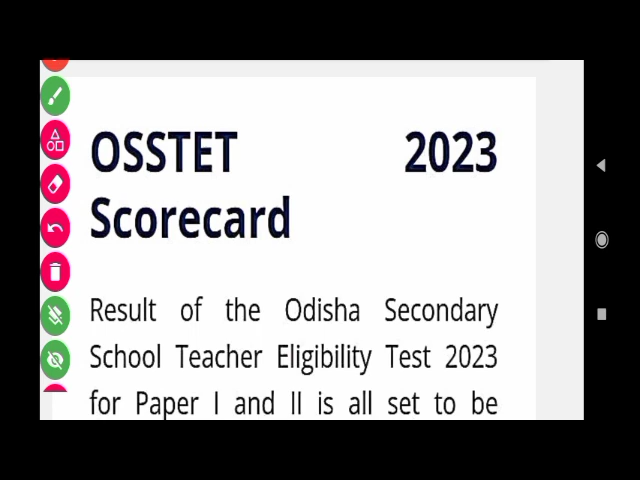 OSSTET 2023
Scorecard
Result of the Odisha Secondary
School Teacher Eligibility Test 2023
for Paper I and II is all set to be